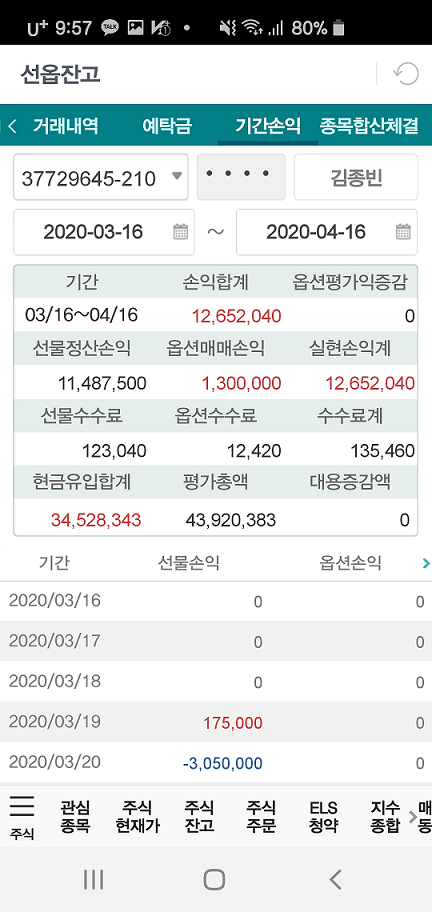 U+ 9:57 TALK 80%
선옵잔고
거래내역 예탁금 기간손익 종목합산체결
37729645-210 • • • • 김종빈
2020-03-16 ~ 2020-04-16
기간 손익합계 옵션평가익증감
03/16~04/16 12,652,040 0
선물정산손익 옵션매매손익 실현손익계
11,487,500 1,300,000 12,652,040
선물수수료 옵션수수료 수수료계
123,040 12,420 135,460
현금유입합계 평가총액 대용증감액
34,528,343 43,920,383 0
기간 선물손익 옵션손익
2020/03/16 0 0
2020/03/17 0 0
2020/03/18 0 0
2020/03/19 175,000 0
2020/03/20 -3,050,000 0
관심 주식 주식 주식 ELS 지수 매
주식 종목 현재가 잔고 주문 청약 종합 동